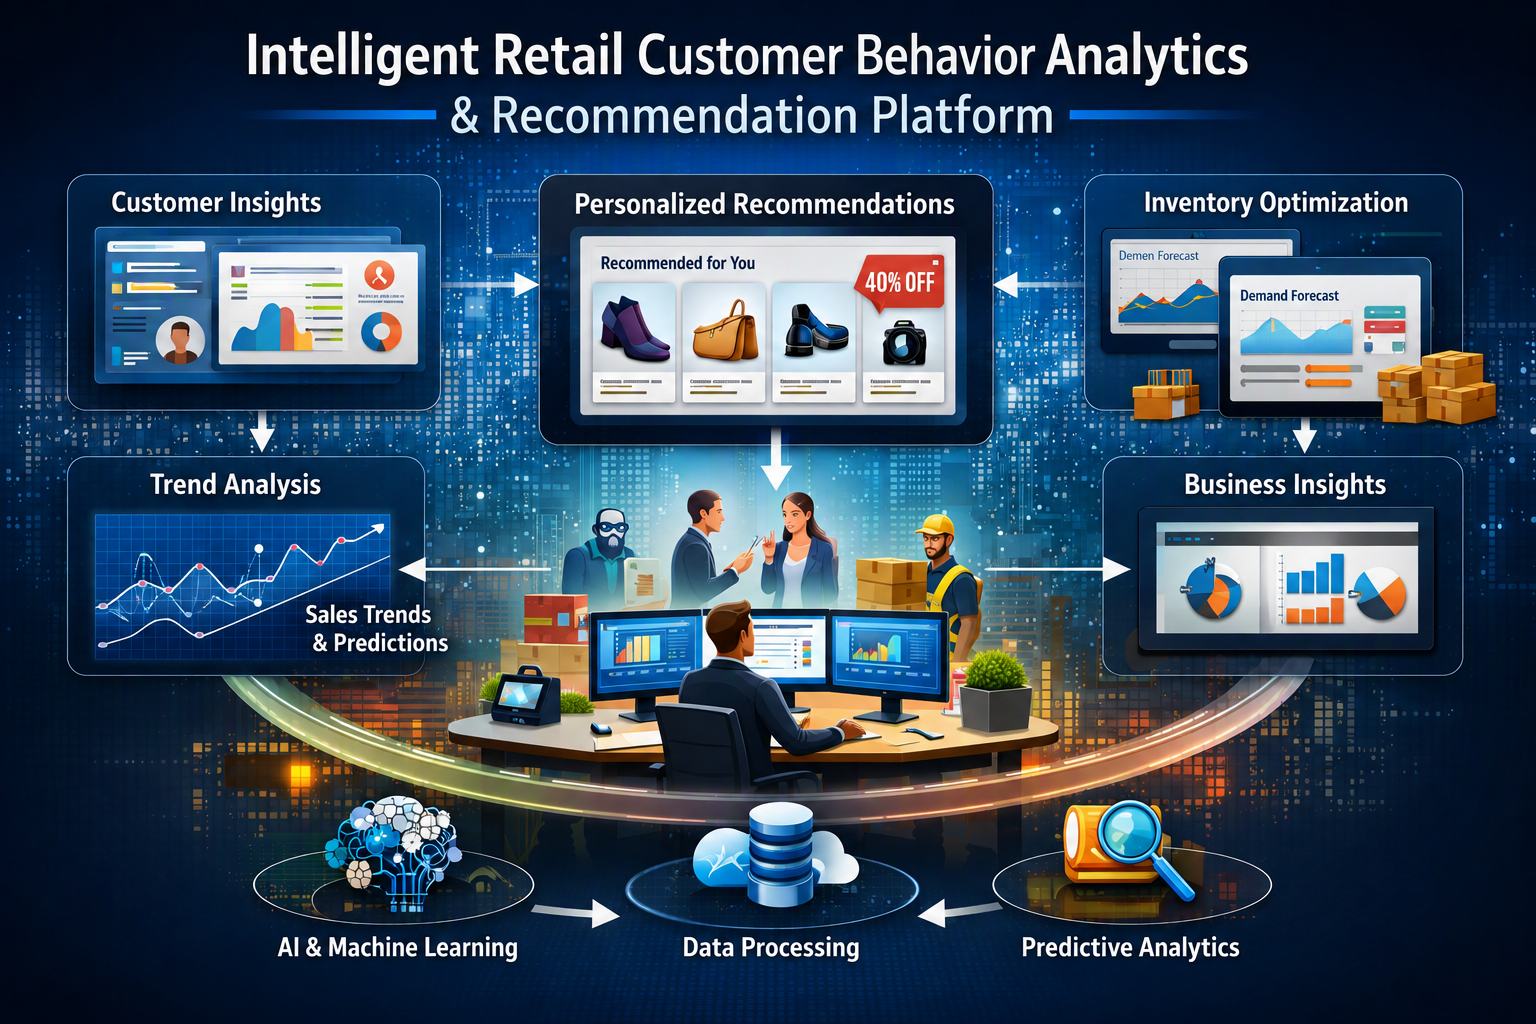 Intelligent Retail Customer Behavior Analytics
& Recommendation Platform
Customer Insights
Personalized Recommendations
Recommended for You
40% OFF
Inventory Optimization
Demen Forecast
Demand Forecast
Trend Analysis
Sales Trends
& Predictions
Business Insights
AI & Machine Learning
Data Processing
Predictive Analytics